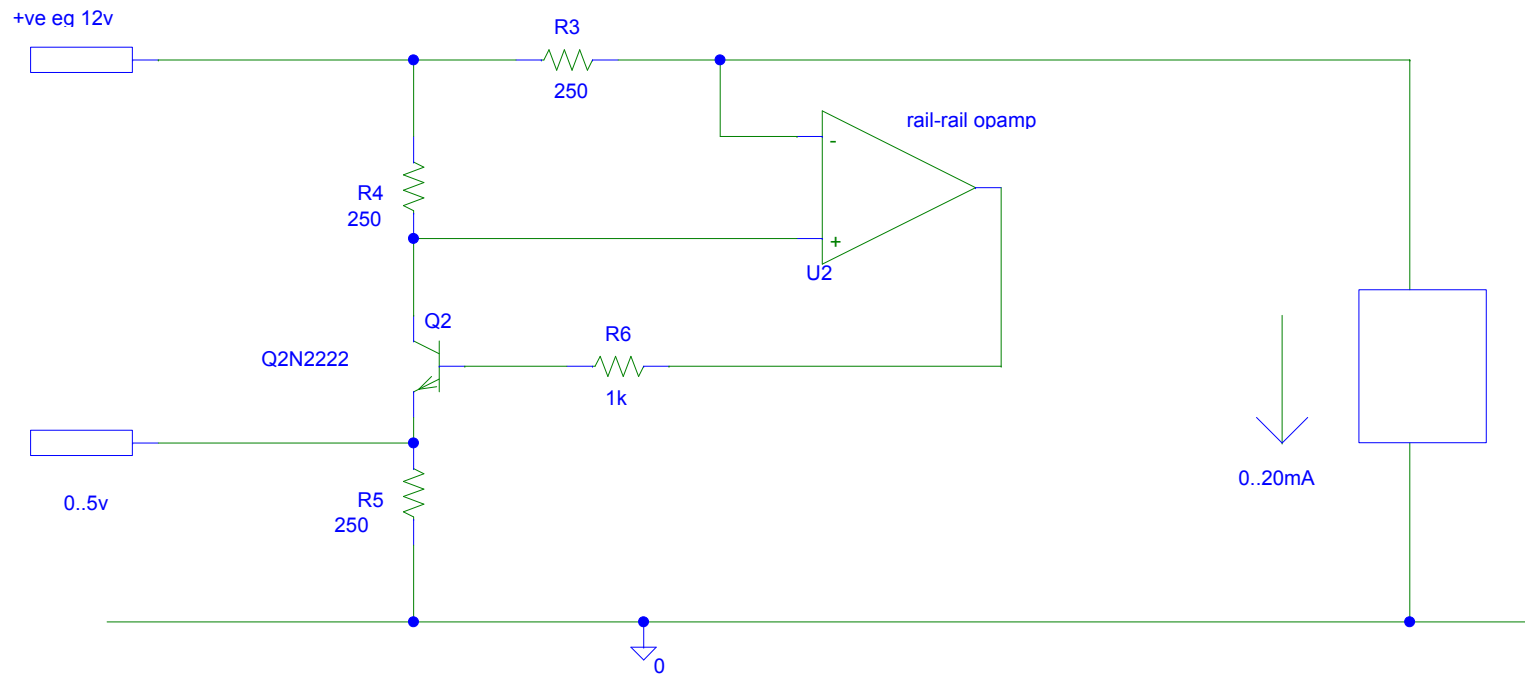 +ve eg 12v
R3
250
rail-rail opamp
-
R4
250
+
U2
Q2
Q2N2222
R6
1k
0..5v
R5
250
0..20mA
0